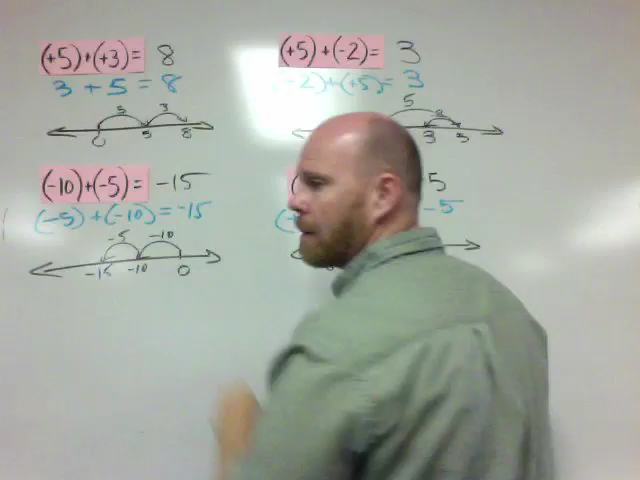 (+5)+(+3)= 8
3 + 5 = 8
5 3
0 5 8
(+5)+(-2)= 3
-2)+(+5)= 3
5
3 5
(-10)+(-5)= -15
(-5) +(-10)= -15
-5 -10
-15 -10 0
5
-5